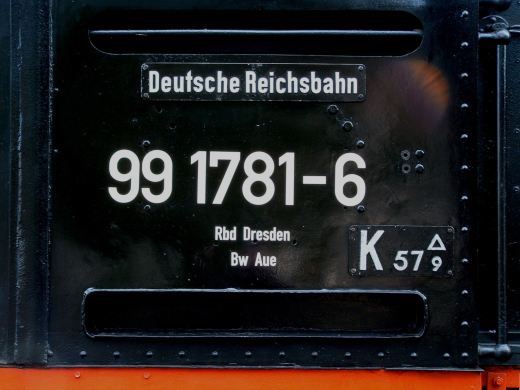 Deutsche Reichsbahn
99 1781-6
Rbd Dresden
Bw Aue
K 57 9